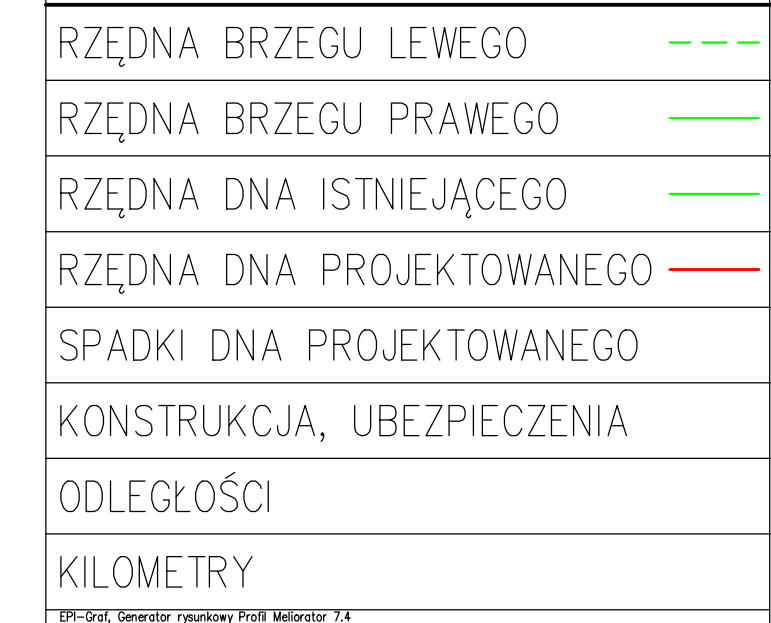 RZĘDNA BRZEGU LEWEGO
RZĘDNA BRZEGU PRAWEGO
RZĘDNA DNA ISTNIEJĄCEGO
RZĘDNA DNA PROJEKTOWANEGO
SPADKI DNA PROJEKTOWANEGO
KONSTRUKCJA, UBEZPIECZENIA
ODLEGŁOŚCI
KILOMETRY
EPI-Graf, Generator rysunkowy Profil Meliorator 7.4